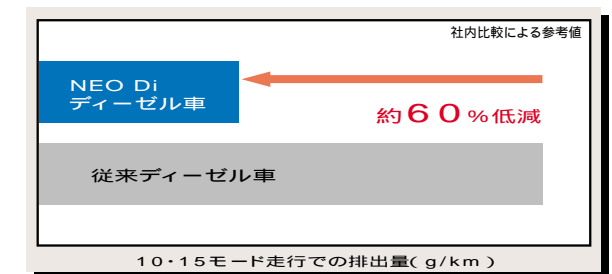 社内比較による参考値
NEO Di
ディーゼル車
約60%低減
従来ディーゼル車
10・15モード走行での排出量(g/km)